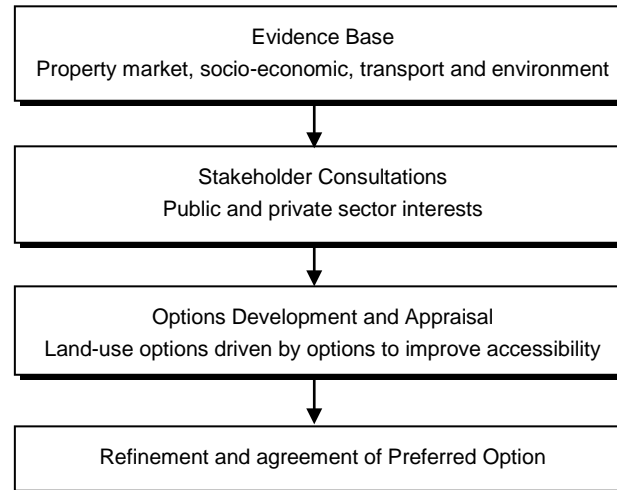 Evidence Base
Property market, socio-economic, transport and environment
Stakeholder Consultations
Public and private sector interests
Options Development and Appraisal
Land-use options driven by options to improve accessibility
Refinement and agreement of Preferred Option